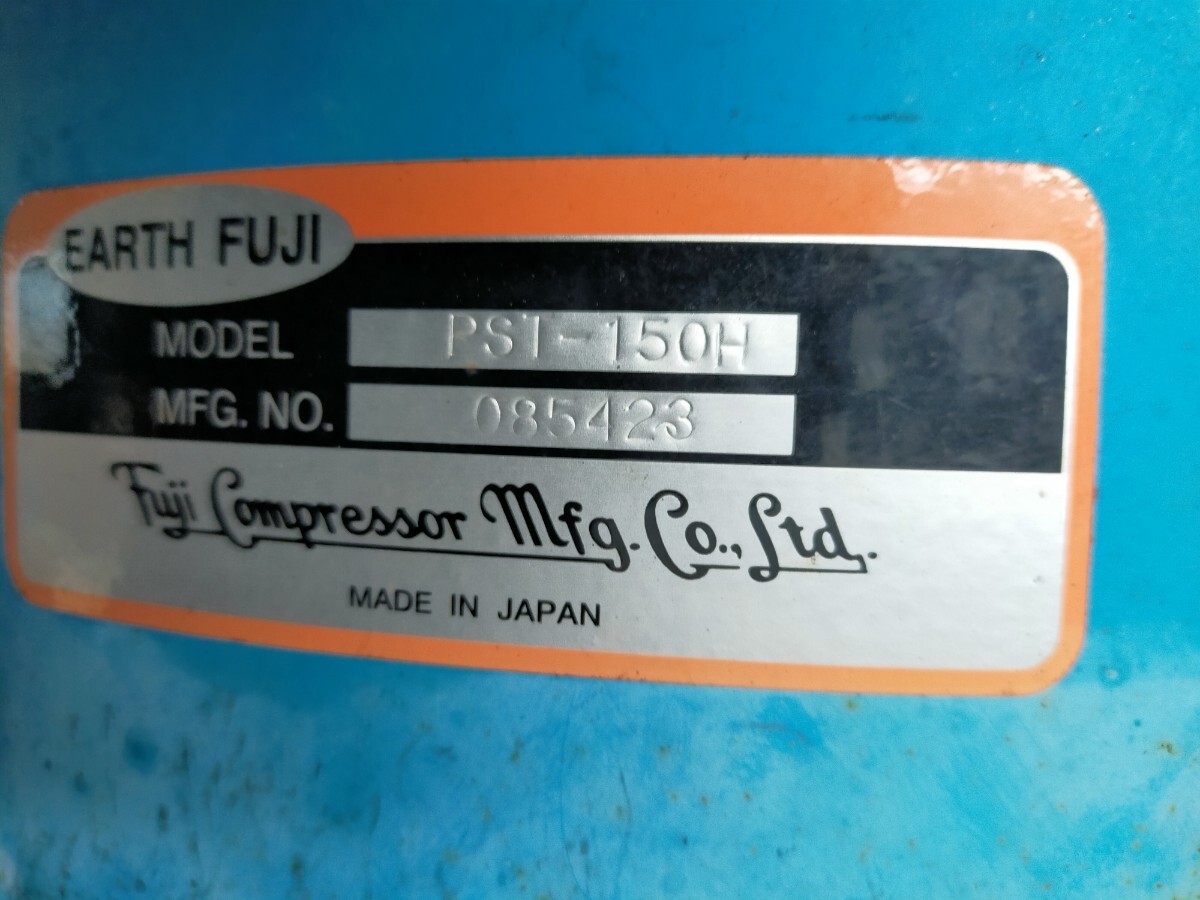 EARTH FUJI
MODEL PS1-150H
MFG. NO. 085423
Fuji Compressor Mfg. Co., Ltd.
MADE IN JAPAN